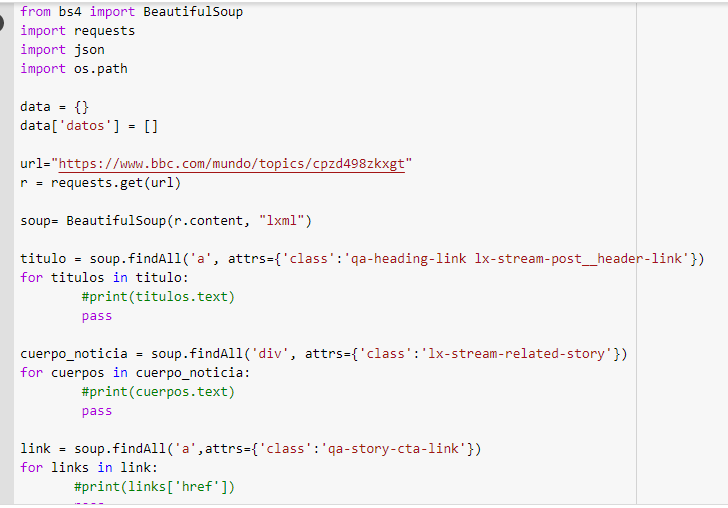 from bs4 import BeautifulSoup
import requests
import json
import os.path
data = {}
data['datos'] = []
url="https://www.bbc.com/mundo/topics/cpzd498zkxgt"
r = requests.get(url)
soup= BeautifulSoup(r.content, "lxml")
titulo = soup.findAll('a', attrs={'class':'qa-heading-link lx-stream-post__header-link'})
for titulos in titulo:
#print(titulos.text)
pass
cuerpo_noticia = soup.findAll('div', attrs={'class':'lx-stream-related-story'})
for cuerpos in cuerpo_noticia:
#print(cuerpos.text)
pass
link = soup.findAll('a',attrs={'class':'qa-story-cta-link'})
for links in link:
#print(links['href'])